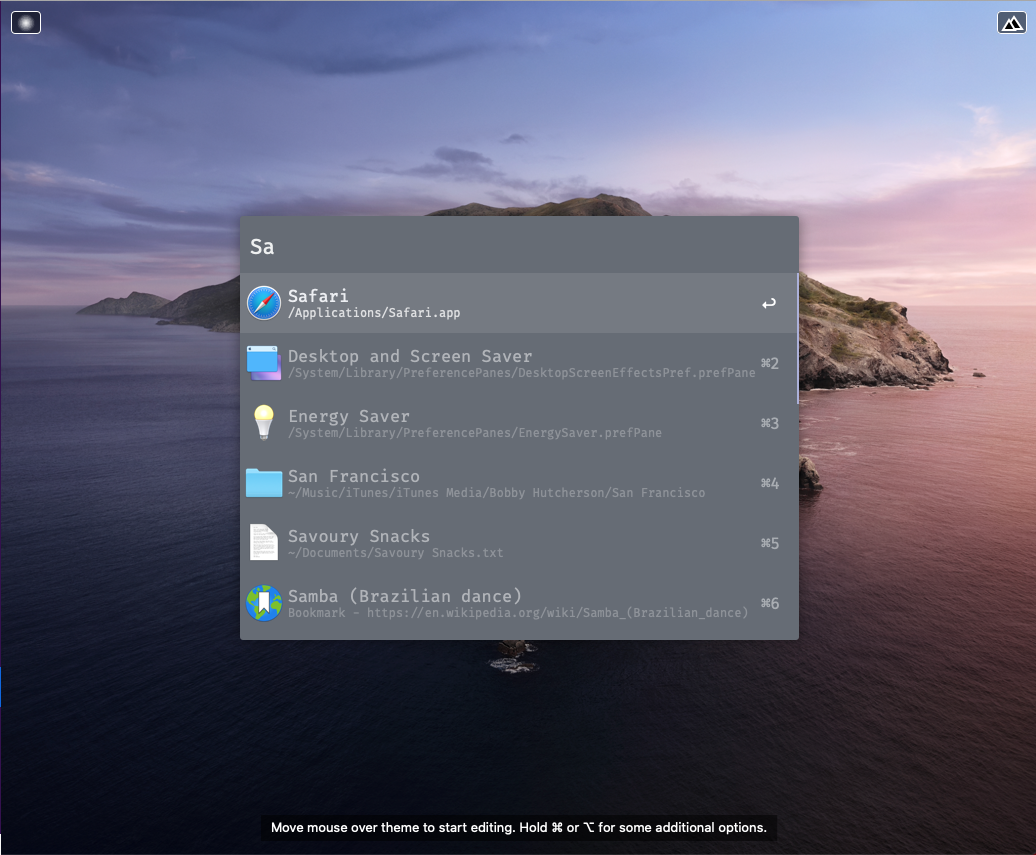 Sa
Safari
/Applications/Safari.app
↩
Desktop and Screen Saver
/System/Library/PreferencePanes/DesktopScreenEffectsPref.prefPane
⌘2
Energy Saver
/System/Library/PreferencePanes/EnergySaver.prefPane
⌘3
San Francisco
~/Music/iTunes/iTunes Media/Bobby Hutcherson/San Francisco
⌘4
Savoury Snacks
~/Documents/Savoury Snacks.txt
⌘5
Samba (Brazilian dance)
Bookmark – https://en.wikipedia.org/wiki/Samba_(Brazilian_dance)
⌘6
Move mouse over theme to start editing. Hold ⌘ or ⌥ for some additional options.